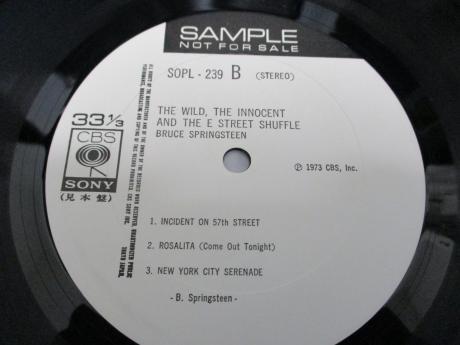 SAMPLE
NOT FOR SALE
SOPL - 239 B (STEREO)
THE WILD, THE INNOCENT
AND THE E STREET SHUFFLE
BRUCE SPRINGSTEEN
33 1/3
CBS
SONY
(見本盤)
Ⓟ 1973 CBS, Inc.
1. INCIDENT ON 57th STREET
2. ROSALITA (Come Out Tonight)
3. NEW YORK CITY SERENADE
- B. Springsteen -